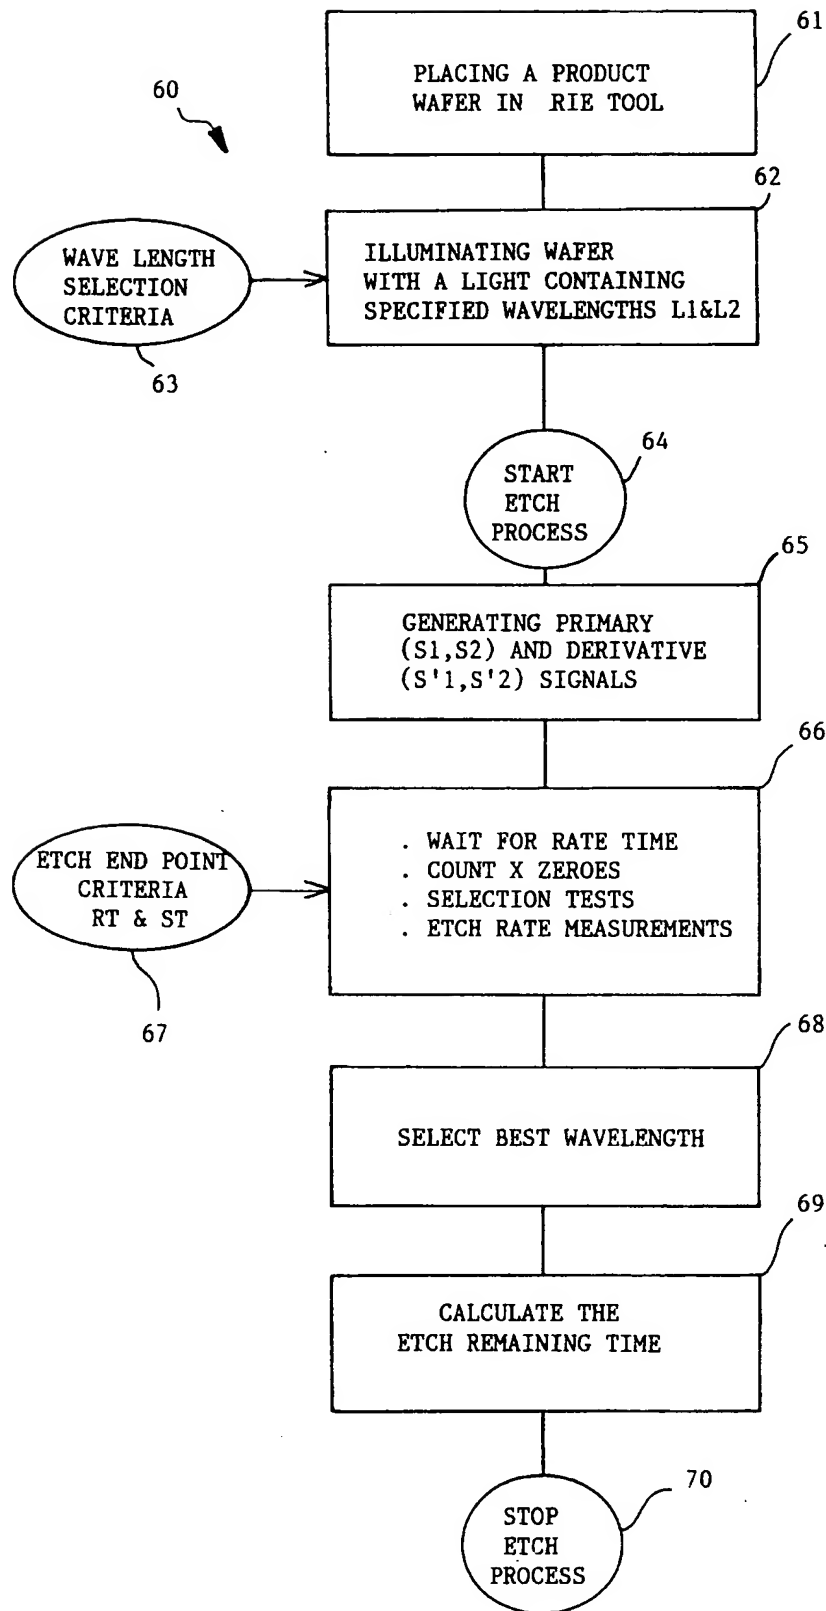 61
PLACING A PRODUCT
WAFER IN RIE TOOL
60
62
WAVE LENGTH
SELECTION
CRITERIA
63
ILLUMINATING WAFER
WITH A LIGHT CONTAINING
SPECIFIED WAVELENGTHS L1&L2
64
START
ETCH
PROCESS
65
GENERATING PRIMARY
(S1,S2) AND DERIVATIVE
(S'1,S'2) SIGNALS
66
ETCH END POINT
CRITERIA
RT & ST
67
. WAIT FOR RATE TIME
. COUNT X ZEROES
. SELECTION TESTS
. ETCH RATE MEASUREMENTS
68
SELECT BEST WAVELENGTH
69
CALCULATE THE
ETCH REMAINING TIME
70
STOP
ETCH
PROCESS